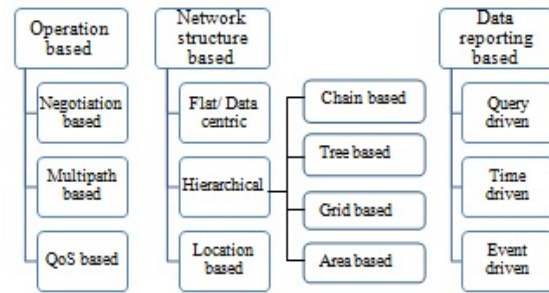 Operation
based
Negotiation
based
Multipath
based
QoS based
Network
structure
based
Flat/ Data
centric
Hierarchical
Location
based
Chain based
Tree based
Grid based
Area based
Data
reporting
based
Query
driven
Time
driven
Event
driven